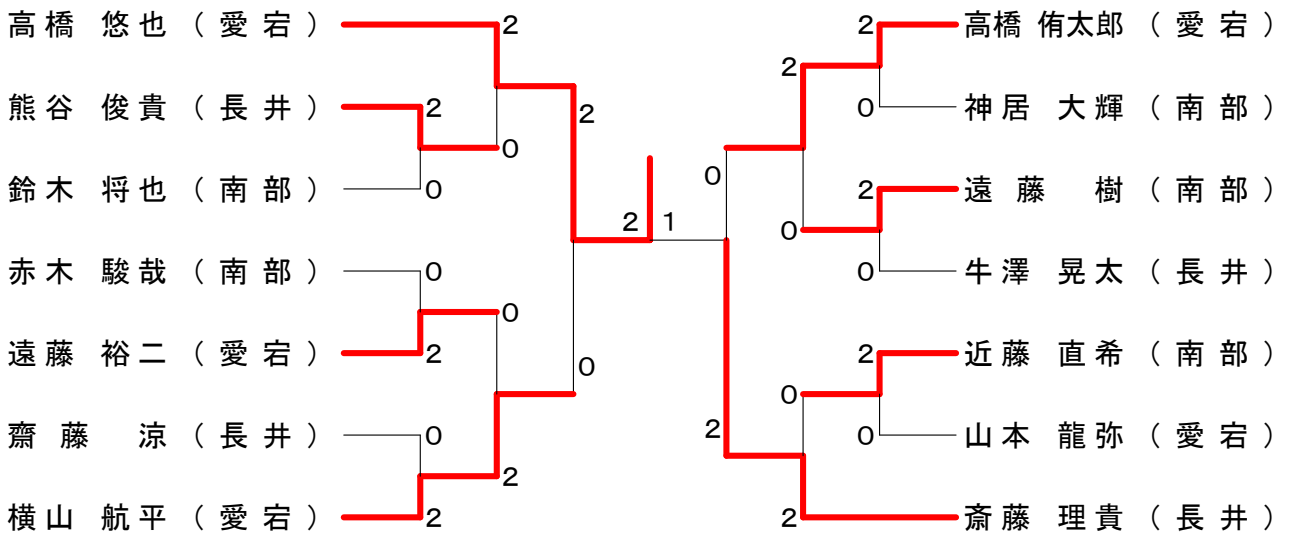 高橋 悠也 （ 愛宕 ） 2
熊谷 俊貴 （ 長井 ） 2
2
0
鈴木 将也 （ 南部 ） 0
赤木 駿哉 （ 南部 ） 0
0
遠藤 裕二 （ 愛宕 ） 2
0
齋藤 涼 （ 長井 ） 0
2
横山 航平 （ 愛宕 ） 2
2 1
2 高橋 侑太郎 （ 愛宕 ）
2
0 神居 大輝 （ 南部 ）
0
2 遠藤 樹 （ 南部 ）
0
0 牛澤 晃太 （ 長井 ）
2 近藤 直希 （ 南部 ）
0
0 山本 龍弥 （ 愛宕 ）
2
2 斎藤 理貴 （ 長井 ）